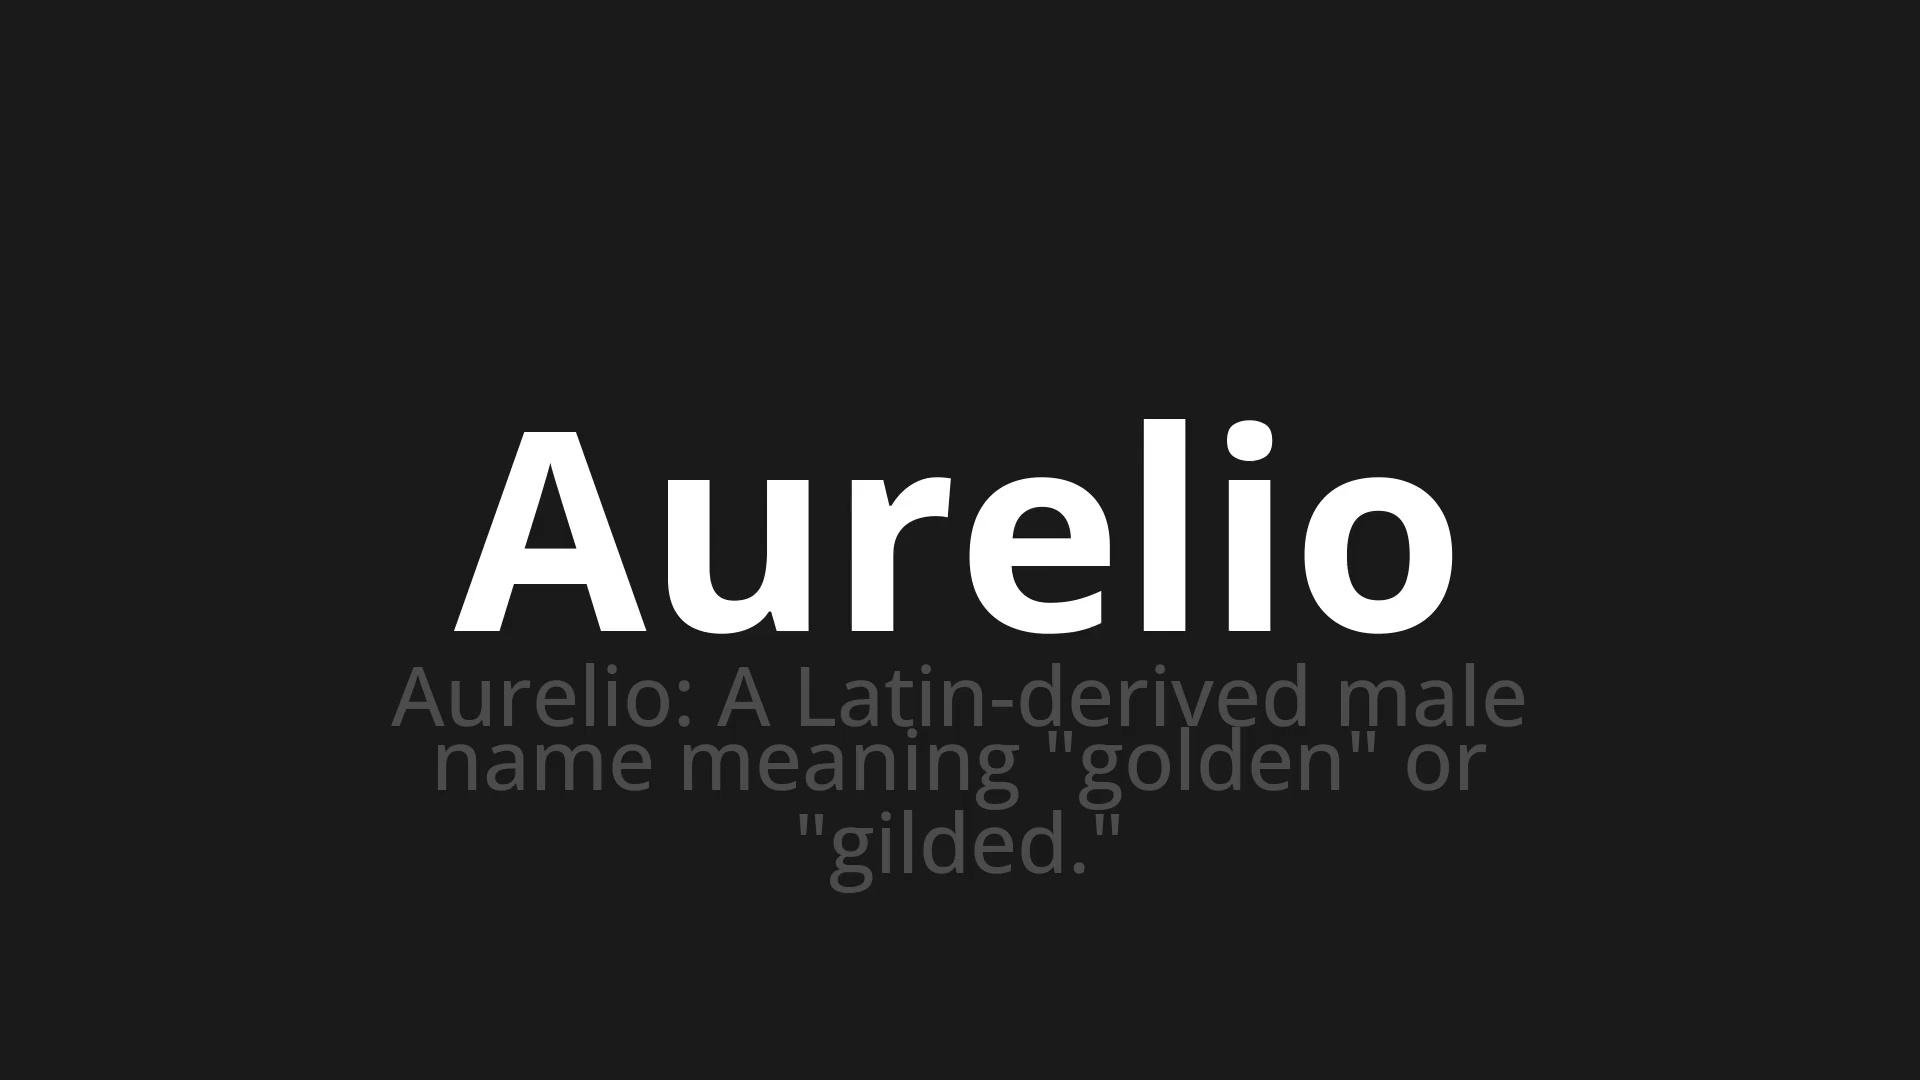 Aurelio
Aurelio: A Latin-derived male
name meaning "golden" or
"gilded."